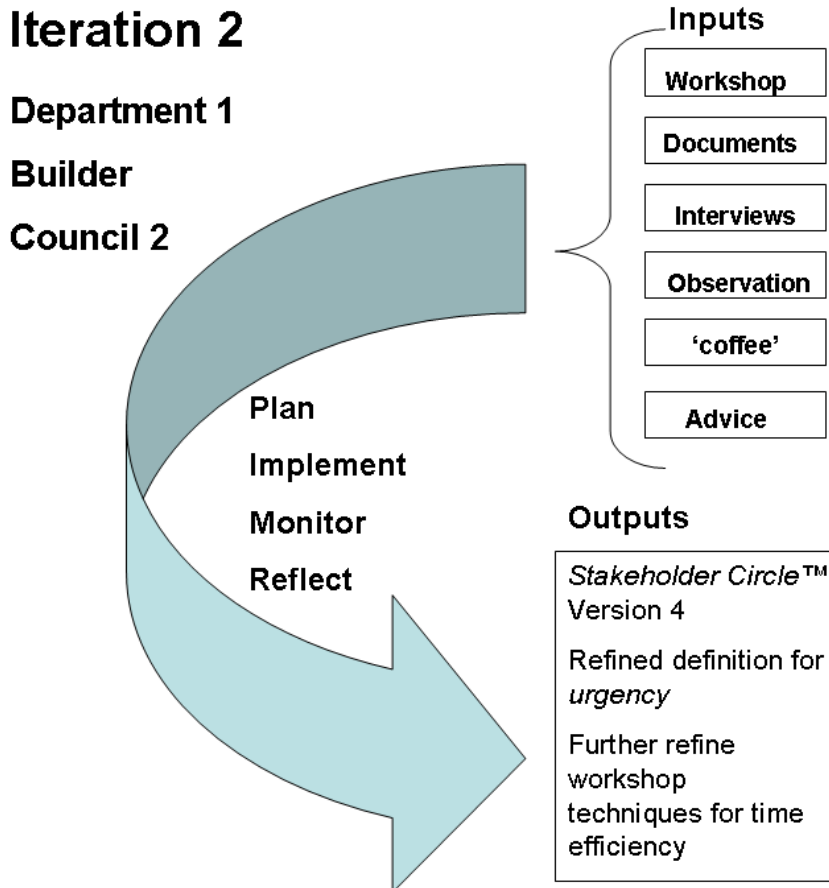 Iteration 2
Department 1
Builder
Council 2
Inputs
Workshop
Documents
Interviews
Observation
‘coffee’
Advice
Plan
Implement
Monitor
Reflect
Outputs
Stakeholder Circle™
Version 4
Refined definition for
urgency
Further refine
workshop
techniques for time
efficiency